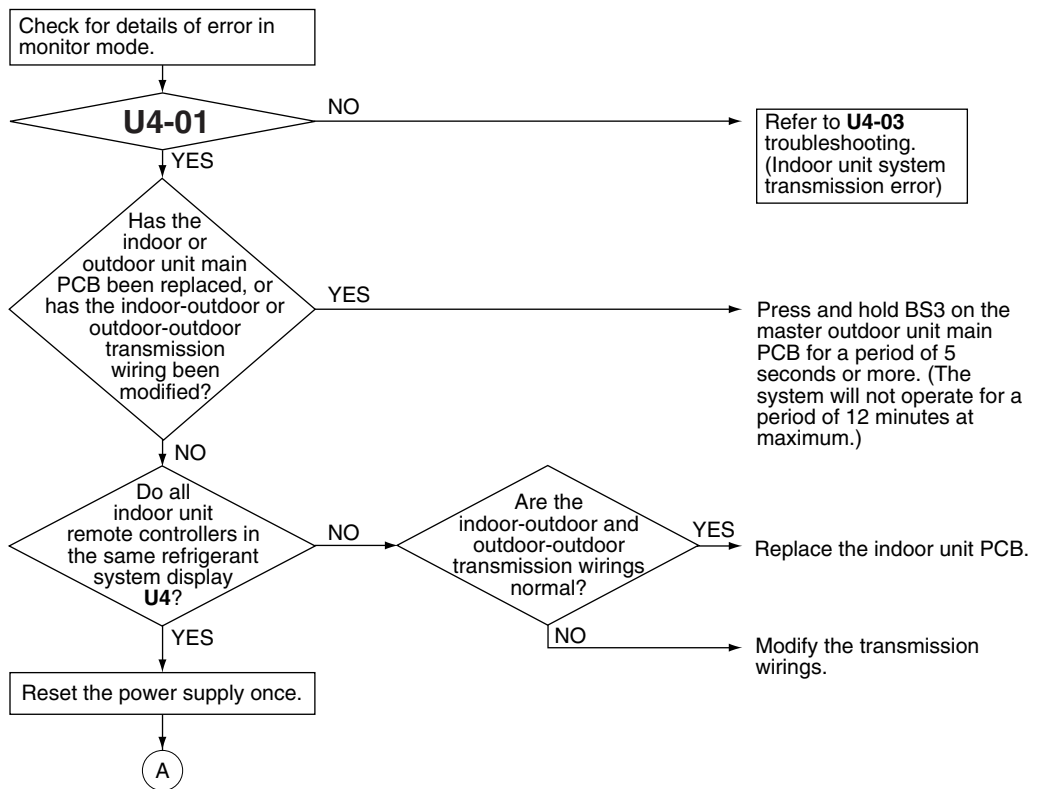 Check for details of error in
monitor mode.
U4-01
NO
Refer to U4-03
troubleshooting.
(Indoor unit system
transmission error)
YES
Has the
indoor or
outdoor unit main
PCB been replaced, or
has the indoor-outdoor or
outdoor-outdoor
transmission
wiring been
modified?
YES
Press and hold BS3 on the
master outdoor unit main
PCB for a period of 5
seconds or more. (The
system will not operate for a
period of 12 minutes at
maximum.)
NO
Do all
indoor unit
remote controllers in
the same refrigerant
system display
U4?
NO
Are the
indoor-outdoor and
outdoor-outdoor
transmission wirings
normal?
YES
Replace the indoor unit PCB.
NO
Modify the transmission
wirings.
YES
Reset the power supply once.
A